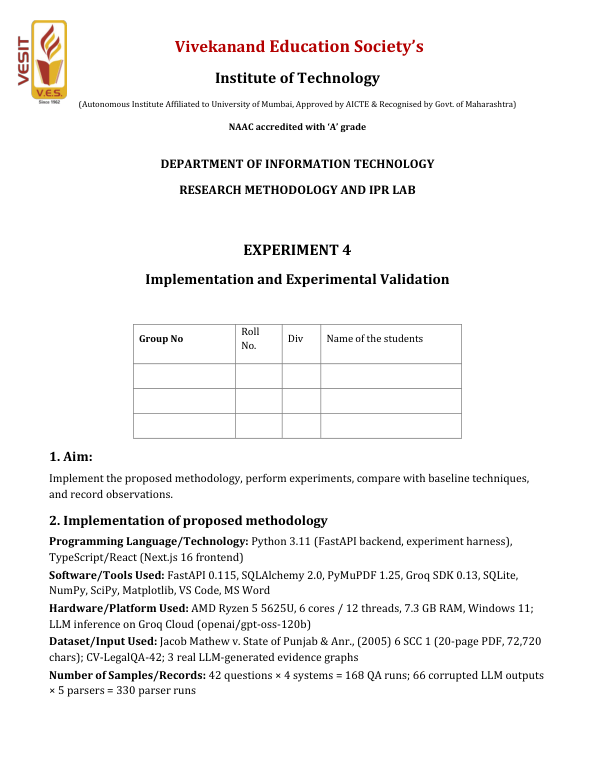 VESIT
V.E.S.
Since 1962
Vivekanand Education Society’s
Institute of Technology
(Autonomous Institute Affiliated to University of Mumbai, Approved by AICTE & Recognised by Govt. of Maharashtra)
NAAC accredited with ‘A’ grade
DEPARTMENT OF INFORMATION TECHNOLOGY
RESEARCH METHODOLOGY AND IPR LAB
EXPERIMENT 4
Implementation and Experimental Validation
Group No Roll No. Div Name of the students
1. Aim:
Implement the proposed methodology, perform experiments, compare with baseline techniques,
and record observations.
2. Implementation of proposed methodology
Programming Language/Technology: Python 3.11 (FastAPI backend, experiment harness),
TypeScript/React (Next.js 16 frontend)
Software/Tools Used: FastAPI 0.115, SQLAlchemy 2.0, PyMuPDF 1.25, Groq SDK 0.13, SQLite,
NumPy, SciPy, Matplotlib, VS Code, MS Word
Hardware/Platform Used: AMD Ryzen 5 5625U, 6 cores / 12 threads, 7.3 GB RAM, Windows 11;
LLM inference on Groq Cloud (openai/gpt-oss-120b)
Dataset/Input Used: Jacob Mathew v. State of Punjab & Anr., (2005) 6 SCC 1 (20-page PDF, 72,720
chars); CV-LegalQA-42; 3 real LLM-generated evidence graphs
Number of Samples/Records: 42 questions × 4 systems = 168 QA runs; 66 corrupted LLM outputs
× 5 parsers = 330 parser runs